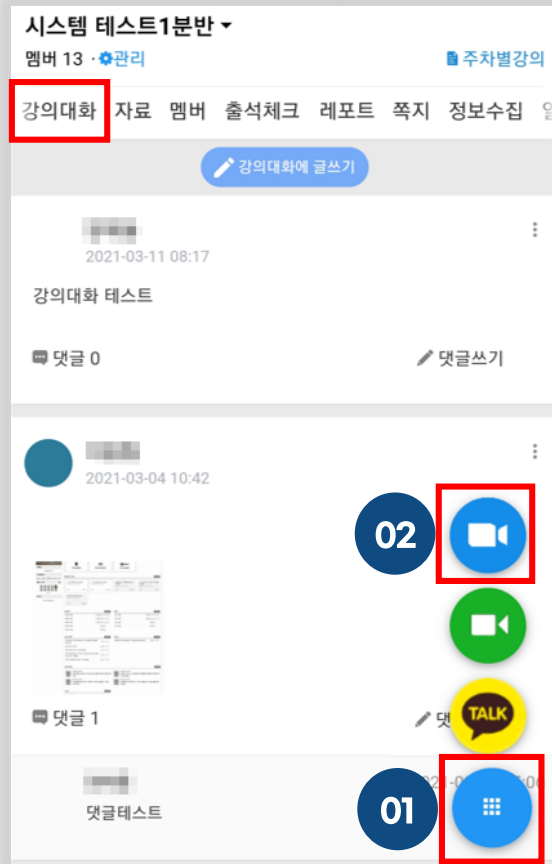 시스템 테스트1분반
멤버 13 · 관리
주차별강의
강의대화 자료 멤버 출석체크 레포트 쪽지 정보수집
강의대화에 글쓰기
2021-03-11 08:17
강의대화 테스트
댓글 0 댓글쓰기
2021-03-04 10:42
02
댓글 1 댓
TALK
댓글테스트
01